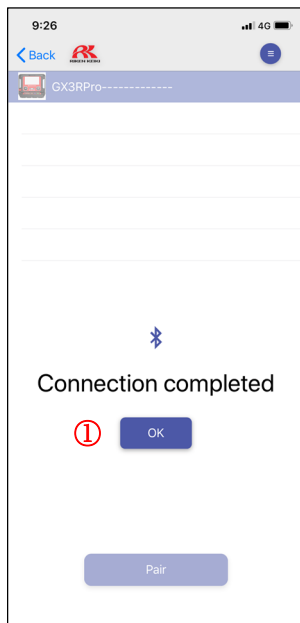 9:26
4G
Back
RIKEN KEIKI
GX3RPro-------------
Connection completed
① OK
Pair